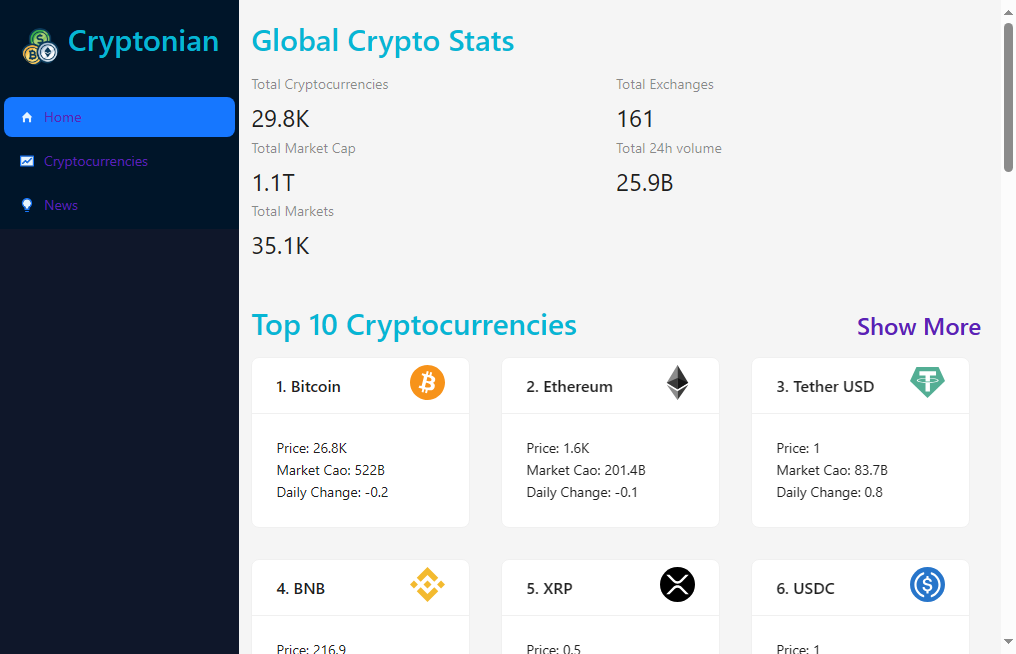 Cryptonian
Home
Cryptocurrencies
News
Global Crypto Stats
Total Cryptocurrencies
29.8K
Total Exchanges
161
Total Market Cap
1.1T
Total 24h volume
25.9B
Total Markets
35.1K
Top 10 Cryptocurrencies
Show More
1. Bitcoin
Price: 26.8K
Market Cao: 522B
Daily Change: -0.2
2. Ethereum
Price: 1.6K
Market Cao: 201.4B
Daily Change: -0.1
3. Tether USD
Price: 1
Market Cao: 83.7B
Daily Change: 0.8
4. BNB
Price: 216.9
5. XRP
Price: 0.5
6. USDC
Price: 1